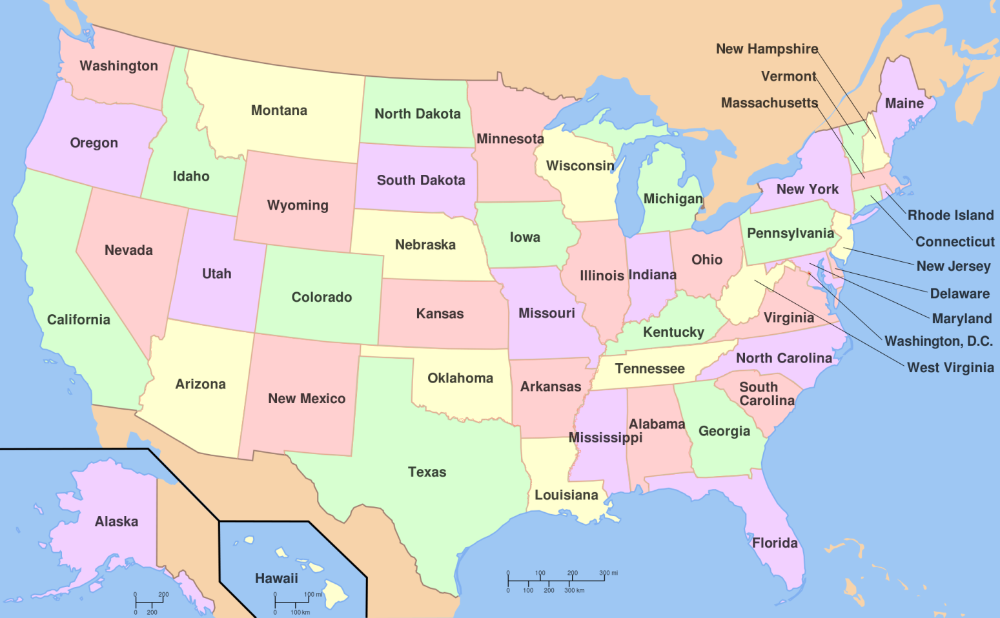 New Hampshire
Vermont
Massachusetts
Washington
Montana
North Dakota
Minnesota
Maine
Oregon
Idaho
Wisconsin
South Dakota
Wyoming
Michigan
New York
Rhode Island
Nevada
Nebraska
Iowa
Pennsylvania
Connecticut
Utah
Illinois
Indiana
Ohio
New Jersey
Colorado
Delaware
California
Kansas
Missouri
Kentucky
Virginia
Maryland
Washington, D.C.
North Carolina
West Virginia
Arizona
New Mexico
Oklahoma
Arkansas
Tennessee
South
Carolina
Mississippi
Alabama
Georgia
Texas
Louisiana
Alaska
Hawaii
Florida
0 100 200 300 mi
0 100 200 300 km
0 200
0 200
0 100 mi
0 100 km